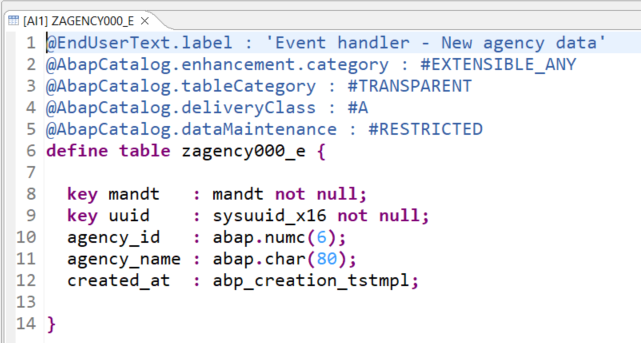 [AI1] ZAGENCY000_E
1 @EndUserText.label : 'Event handler - New agency data'
2 @AbapCatalog.enhancement.category : #EXTENSIBLE_ANY
3 @AbapCatalog.tableCategory : #TRANSPARENT
4 @AbapCatalog.deliveryClass : #A
5 @AbapCatalog.dataMaintenance : #RESTRICTED
6 define table zagency000_e {
7
8 key mandt : mandt not null;
9 key uuid : sysuuid_x16 not null;
10 agency_id : abap.numc(6);
11 agency_name : abap.char(80);
12 created_at : abp_creation_tstmpl;
13
14 }